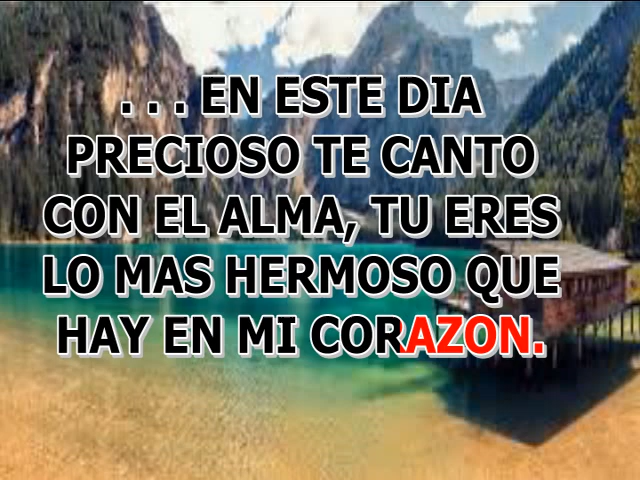 . . . EN ESTE DIA
PRECIOSO TE CANTO
CON EL ALMA, TU ERES
LO MAS HERMOSO QUE
HAY EN MI CORAZON.